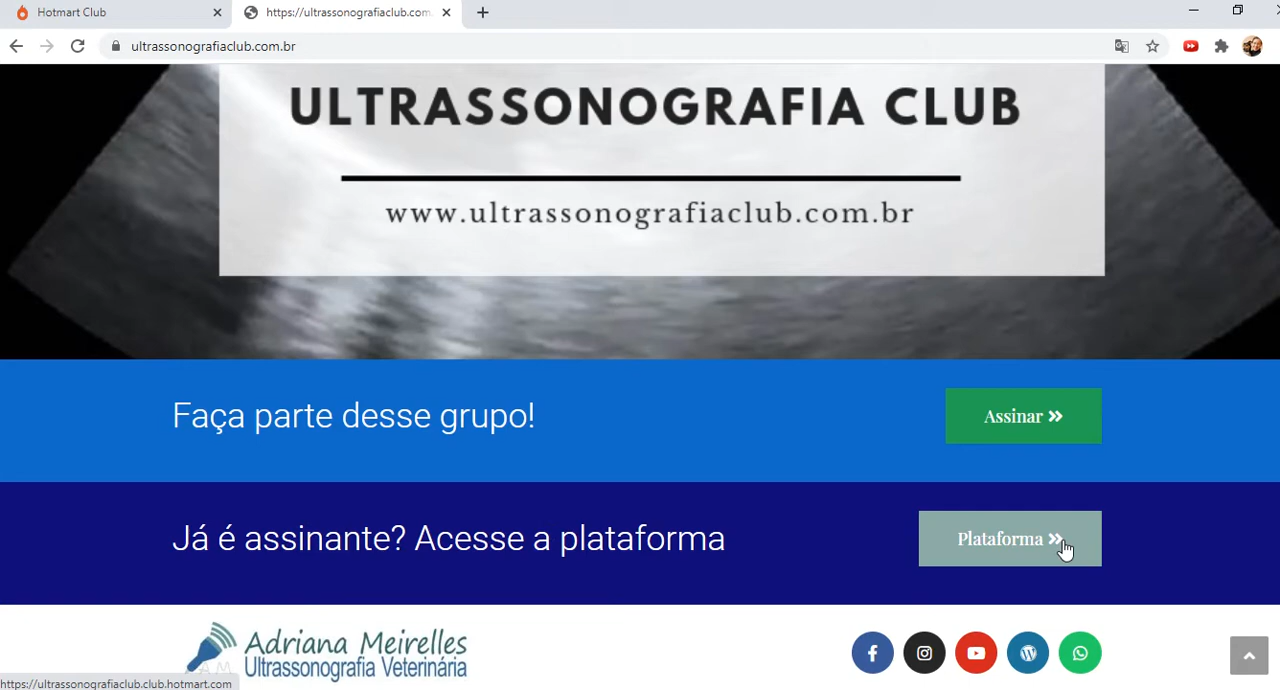 Hotmart Club
https://ultrassonografiaclub.com.
ultrassonografiaclub.com.br
ULTRASSONOGRAFIA CLUB
www.ultrassonografiaclub.com.br
Faça parte desse grupo!
Assinar »
Já é assinante? Acesse a plataforma
Plataforma »
Adriana Meirelles
Ultrassonografia Veterinária
A M
https://ultrassonografiaclub.club.hotmart.com